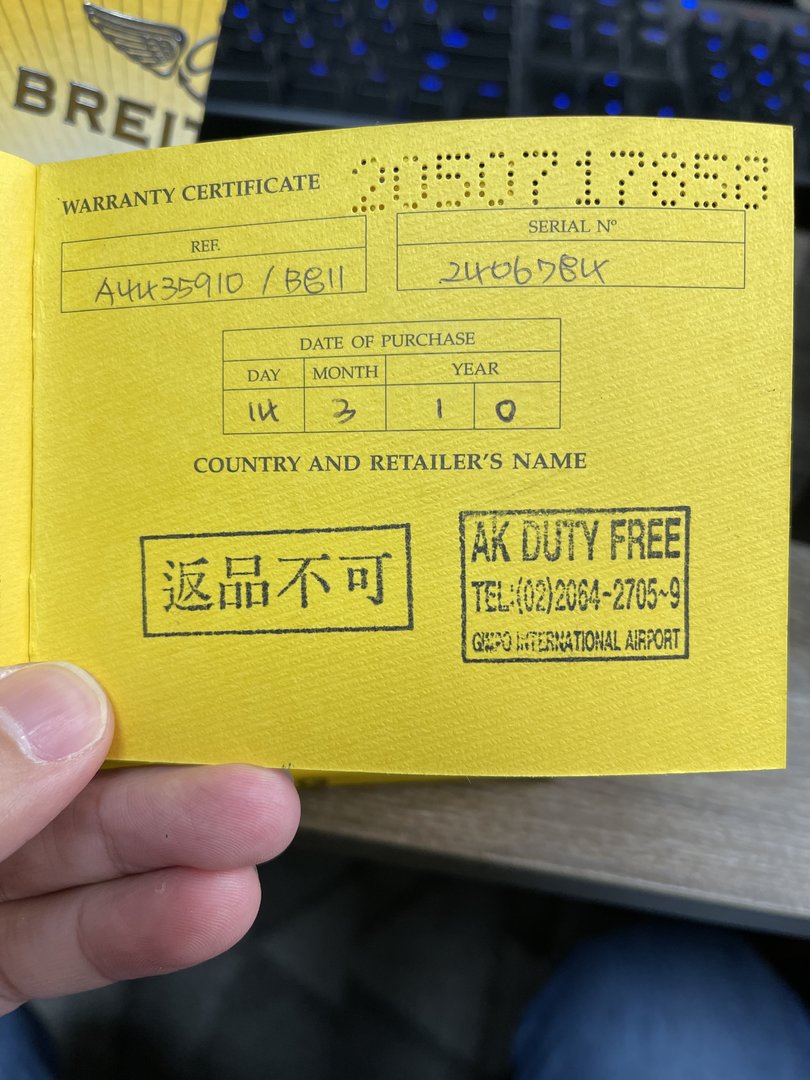 BREIT
WARRANTY CERTIFICATE
2050717858
REF.
A4435910 / BB11
SERIAL Nº
2406784
DATE OF PURCHASE
DAY MONTH YEAR
14 3 1 0
COUNTRY AND RETAILER'S NAME
返品不可
AK DUTY FREE
TEL:(02)2064-2705~9
GIMPO INTERNATIONAL AIRPORT